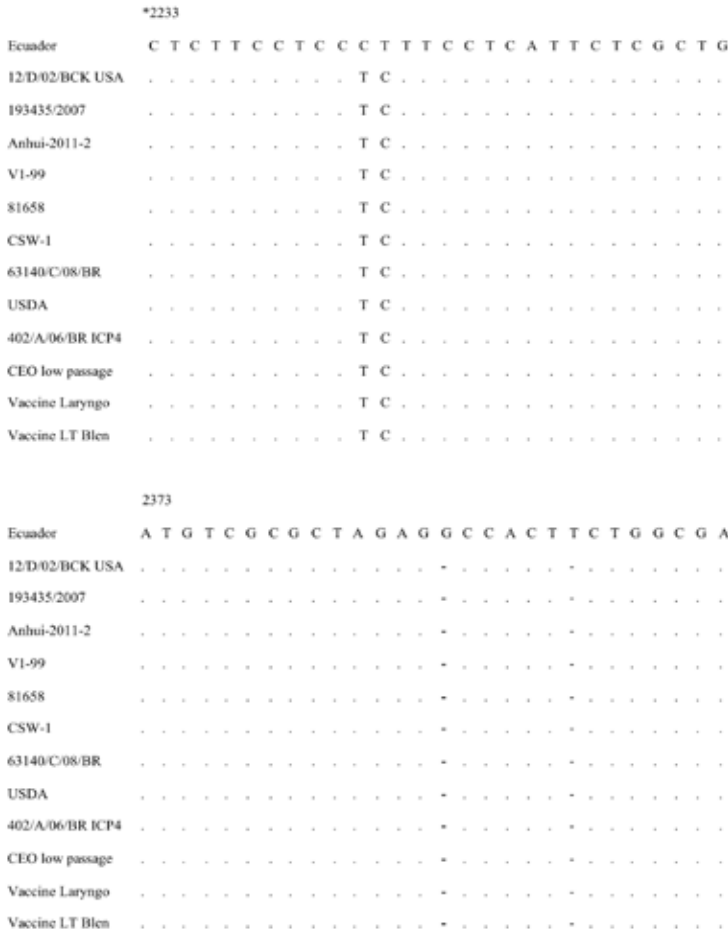 *2233
Ecuador C T C T T C C T C C C T T T C C T C A T T C T C G C T G
12/D/02/BCK USA . . . . . . . . . . T C . . . . . . . . . . . . . . . .
193435/2007 . . . . . . . . . . T C . . . . . . . . . . . . . . . .
Anhui-2011-2 . . . . . . . . . . T C . . . . . . . . . . . . . . . .
V1-99 . . . . . . . . . . T C . . . . . . . . . . . . . . . .
81658 . . . . . . . . . . T C . . . . . . . . . . . . . . . .
CSW-1 . . . . . . . . . . T C . . . . . . . . . . . . . . . .
63140/C/08/BR . . . . . . . . . . T C . . . . . . . . . . . . . . . .
USDA . . . . . . . . . . T C . . . . . . . . . . . . . . . .
402/A/06/BR ICP4 . . . . . . . . . . T C . . . . . . . . . . . . . . . .
CEO low passage . . . . . . . . . . T C . . . . . . . . . . . . . . . .
Vaccine Laryngo . . . . . . . . . . T C . . . . . . . . . . . . . . . .
Vaccine LT Blen . . . . . . . . . . T C . . . . . . . . . . . . . . . .
2373
Ecuador A T G T C G C G C T A G A G G C C A C T T C T G G C G A
12/D/02/BCK USA . . . . . . . . . . . . . . - . . . . . - . . . . . . .
193435/2007 . . . . . . . . . . . . . . - . . . . . - . . . . . . .
Anhui-2011-2 . . . . . . . . . . . . . . - . . . . . - . . . . . . .
V1-99 . . . . . . . . . . . . . . - . . . . . - . . . . . . .
81658 . . . . . . . . . . . . . . - . . . . . - . . . . . . .
CSW-1 . . . . . . . . . . . . . . - . . . . . - . . . . . . .
63140/C/08/BR . . . . . . . . . . . . . . - . . . . . - . . . . . . .
USDA . . . . . . . . . . . . . . - . . . . . - . . . . . . .
402/A/06/BR ICP4 . . . . . . . . . . . . . . - . . . . . - . . . . . . .
CEO low passage . . . . . . . . . . . . . . - . . . . . - . . . . . . .
Vaccine Laryngo . . . . . . . . . . . . . . - . . . . . - . . . . . . .
Vaccine LT Blen . . . . . . . . . . . . . . - . . . . . - . . . . . . .